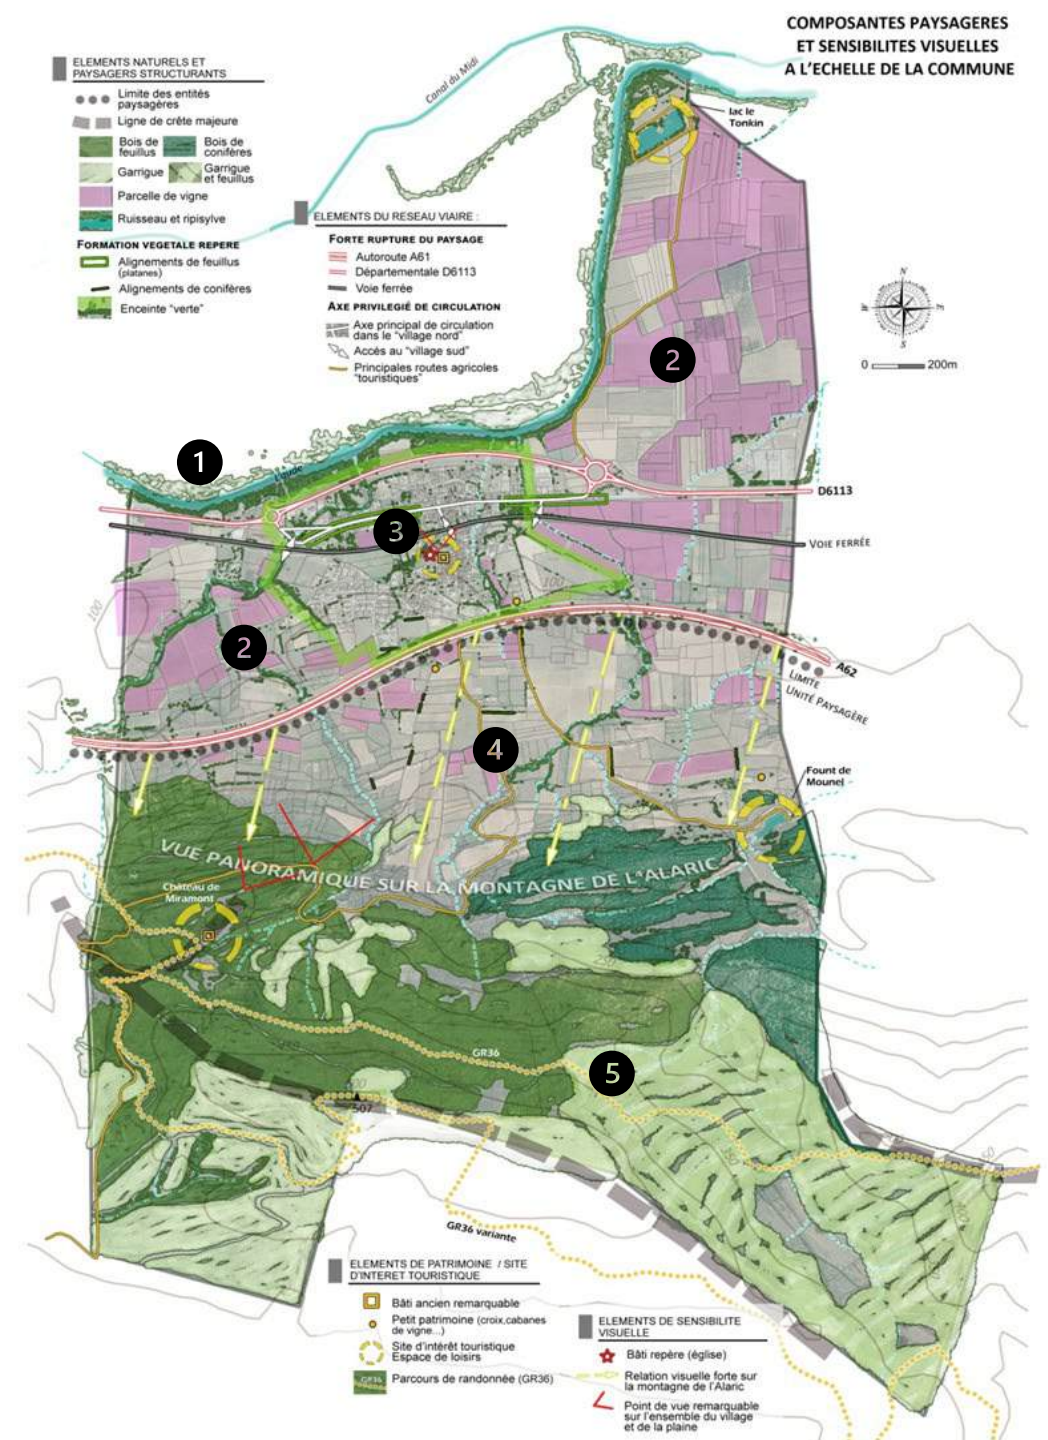 COMPOSANTES PAYSAGERES
ET SENSIBILITES VISUELLES
A L'ECHELLE DE LA COMMUNE
ELEMENTS NATURELS ET
PAYSAGERS STRUCTURANTS
Limite des entités
paysagères
Ligne de crête majeure
Bois de
feuillus
Bois de
conifères
Garrigue
Garrigue
et feuillus
Parcelle de vigne
Ruisseau et ripisylve
FORMATION VEGETALE REPERE
Alignements de feuillus
(platanes)
Alignements de conifères
Enceinte "verte"
ELEMENTS DU RESEAU VIAIRE :
FORTE RUPTURE DU PAYSAGE
Autoroute A61
Départementale D6113
Voie ferrée
AXE PRIVILEGIÉ DE CIRCULATION
Axe principal de circulation
dans le "village nord"
Accès au "village sud"
Principales routes agricoles
"touristiques"
Canal du Midi
lac le
Tonkin
N
S
0
200m
2
1
L'aude
D6113
3
VOIE FERRÉE
100
100
2
A62
LIMITE
UNITÉ PAYSAGÈRE
4
Fount de
Mounel
VUE PANORAMIQUE SUR LA MONTAGNE DE L'ALARIC
Château de
Miramont
GR36
5
507
GR36 variante
ELEMENTS DE PATRIMOINE / SITE
D'INTERET TOURISTIQUE
Bâti ancien remarquable
Petit patrimoine (croix,cabanes
de vigne...)
Site d'intérêt touristique
Espace de loisirs
GR36
Parcours de randonnée (GR36)
ELEMENTS DE SENSIBILITE
VISUELLE
Bâti repère (église)
Relation visuelle forte sur
la montagne de l'Alaric
Point de vue remarquable
sur l'ensemble du village
et de la plaine